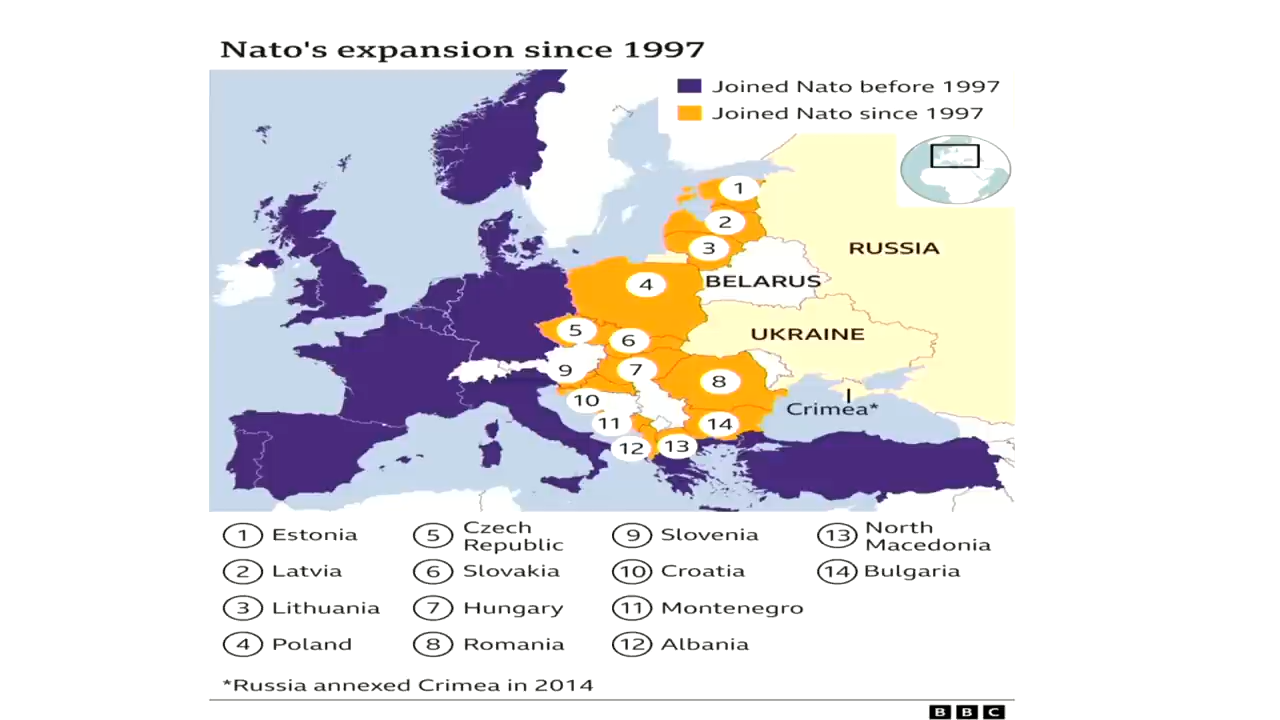 Nato's expansion since 1997
Joined Nato before 1997
Joined Nato since 1997
1
2
3
RUSSIA
4
BELARUS
5
6
UKRAINE
9
7
8
10
Crimea*
11
14
12
13
1 Estonia
5 Czech
Republic
9 Slovenia
13 North
Macedonia
2 Latvia
6 Slovakia
10 Croatia
14 Bulgaria
3 Lithuania
7 Hungary
11 Montenegro
4 Poland
8 Romania
12 Albania
*Russia annexed Crimea in 2014
BBC